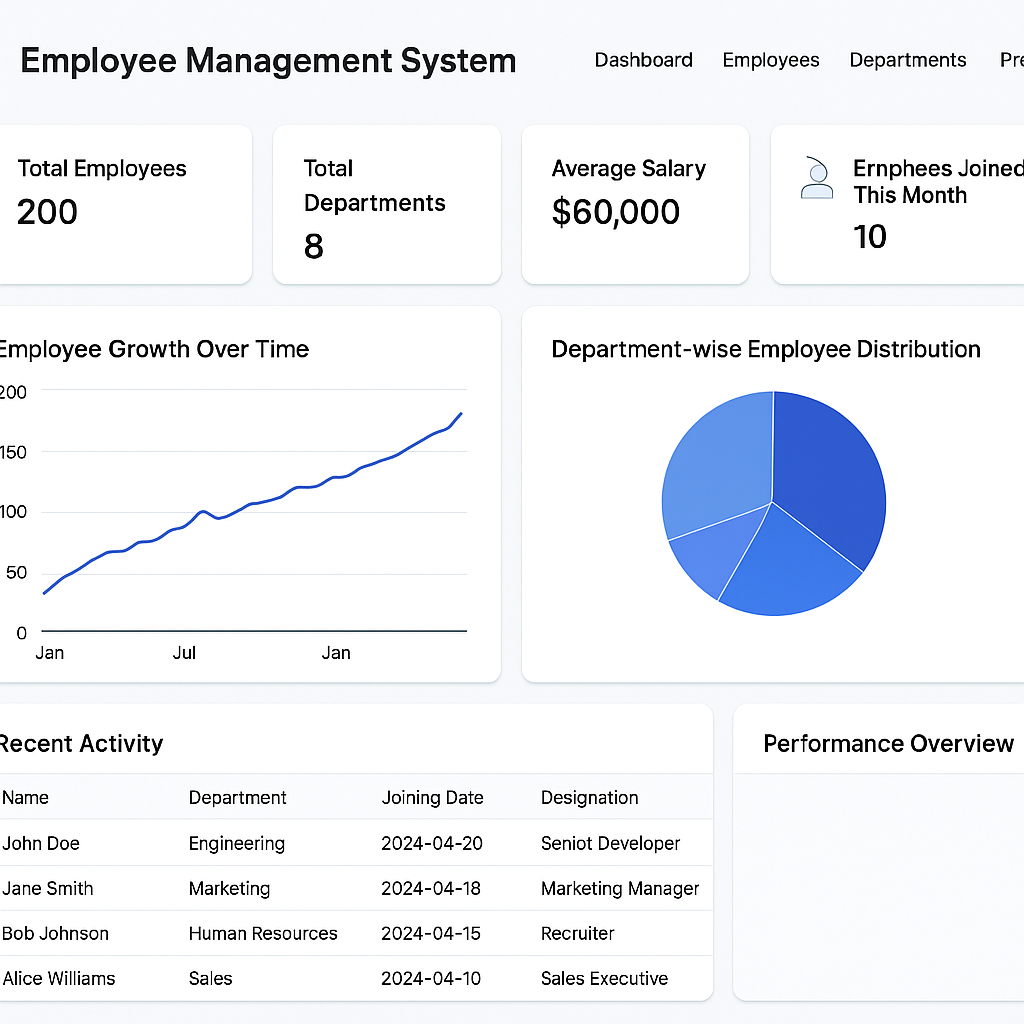 Employee Management System
Dashboard Employees Departments Pre
Total Employees
200
Total
Departments
8
Average Salary
$60,000
Ernphees Joined
This Month
10
Employee Growth Over Time
200
150
100
50
0
Jan Jul Jan
Department-wise Employee Distribution
Recent Activity
Name Department Joining Date Designation
John Doe Engineering 2024-04-20 Seniot Developer
Jane Smith Marketing 2024-04-18 Marketing Manager
Bob Johnson Human Resources 2024-04-15 Recruiter
Alice Williams Sales 2024-04-10 Sales Executive
Performance Overview